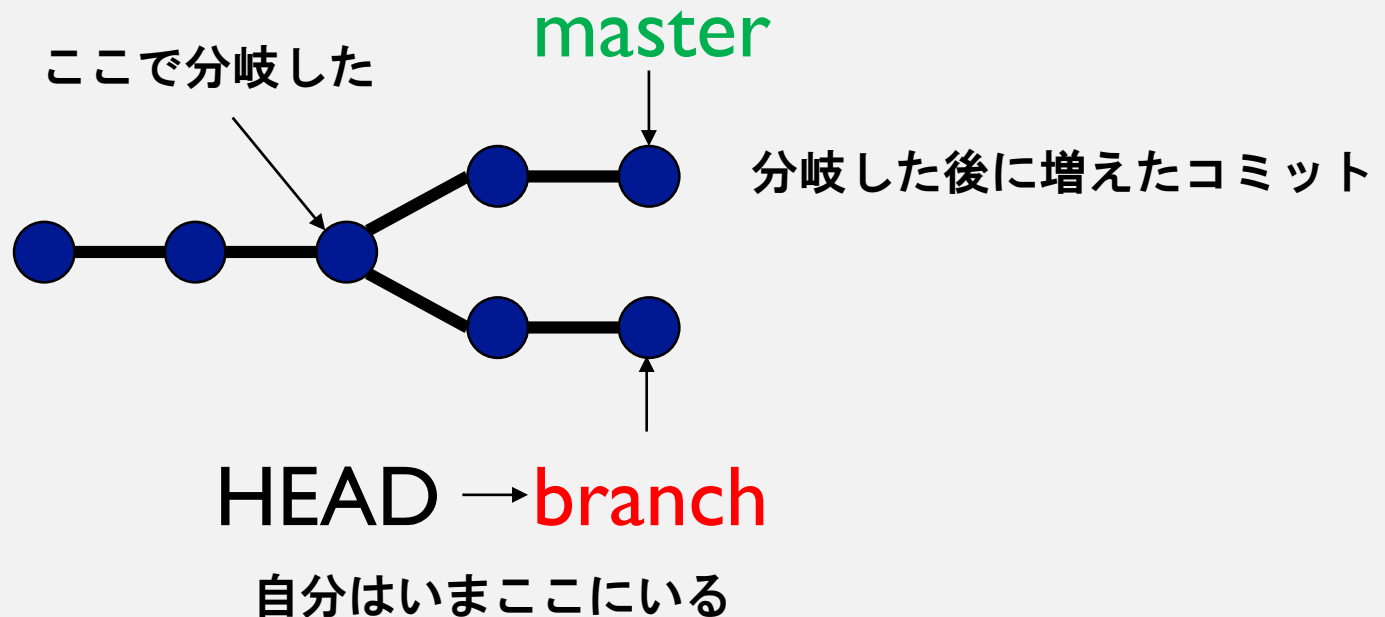 master
ここで分岐した
分岐した後に増えたコミット
HEAD
branch
自分はいまここにいる